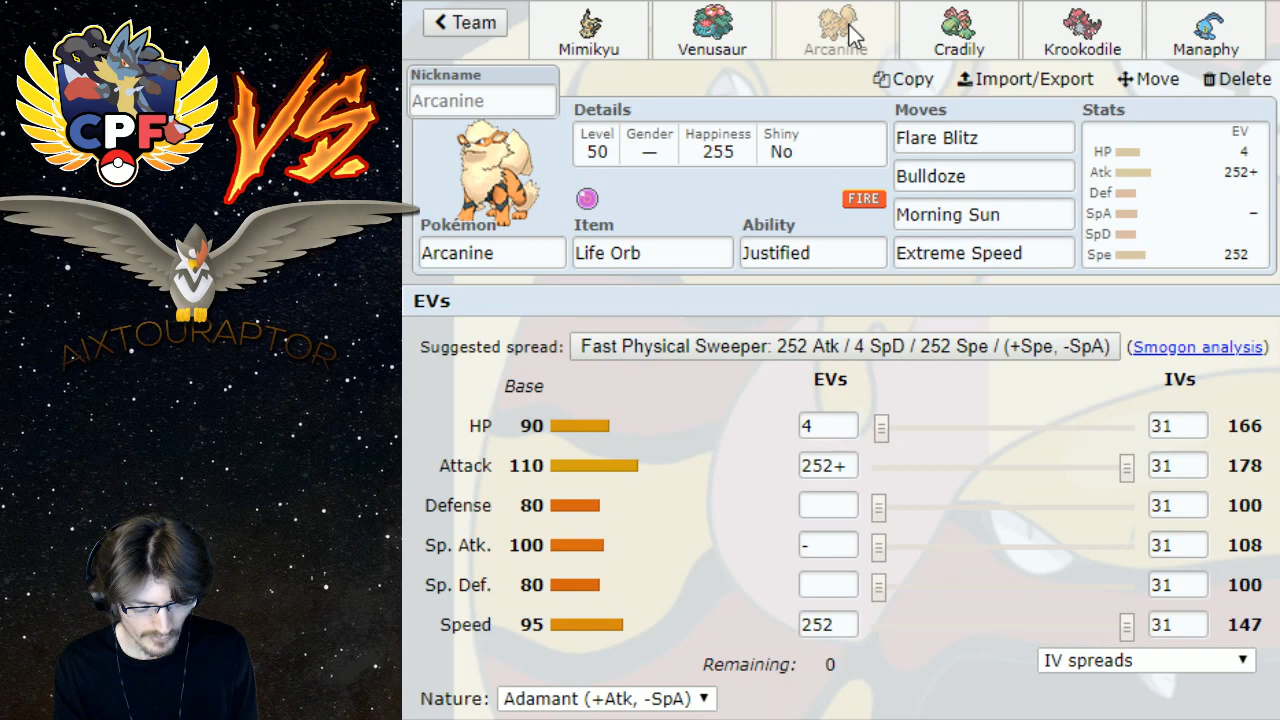 CPF
VS.
AIXTOURAPTOR
Team
Mimikyu
Venusaur
Arcanine
Cradily
Krookodile
Manaphy
Copy
Import/Export
Move
Delete
Nickname
Arcanine
Details
Level Gender Happiness Shiny
50 — 255 No
FIRE
Pokémon
Arcanine
Item
Life Orb
Ability
Justified
Moves
Flare Blitz
Bulldoze
Morning Sun
Extreme Speed
Stats
EV
HP 4
Atk 252+
Def
SpA –
SpD
Spe 252
EVs
Suggested spread: Fast Physical Sweeper: 252 Atk / 4 SpD / 252 Spe / (+Spe, -SpA) (Smogon analysis)
Base EVs IVs
HP 90 4 31 166
Attack 110 252+ 31 178
Defense 80 31 100
Sp. Atk. 100 - 31 108
Sp. Def. 80 31 100
Speed 95 252 31 147
Remaining: 0
IV spreads
Nature: Adamant (+Atk, -SpA)